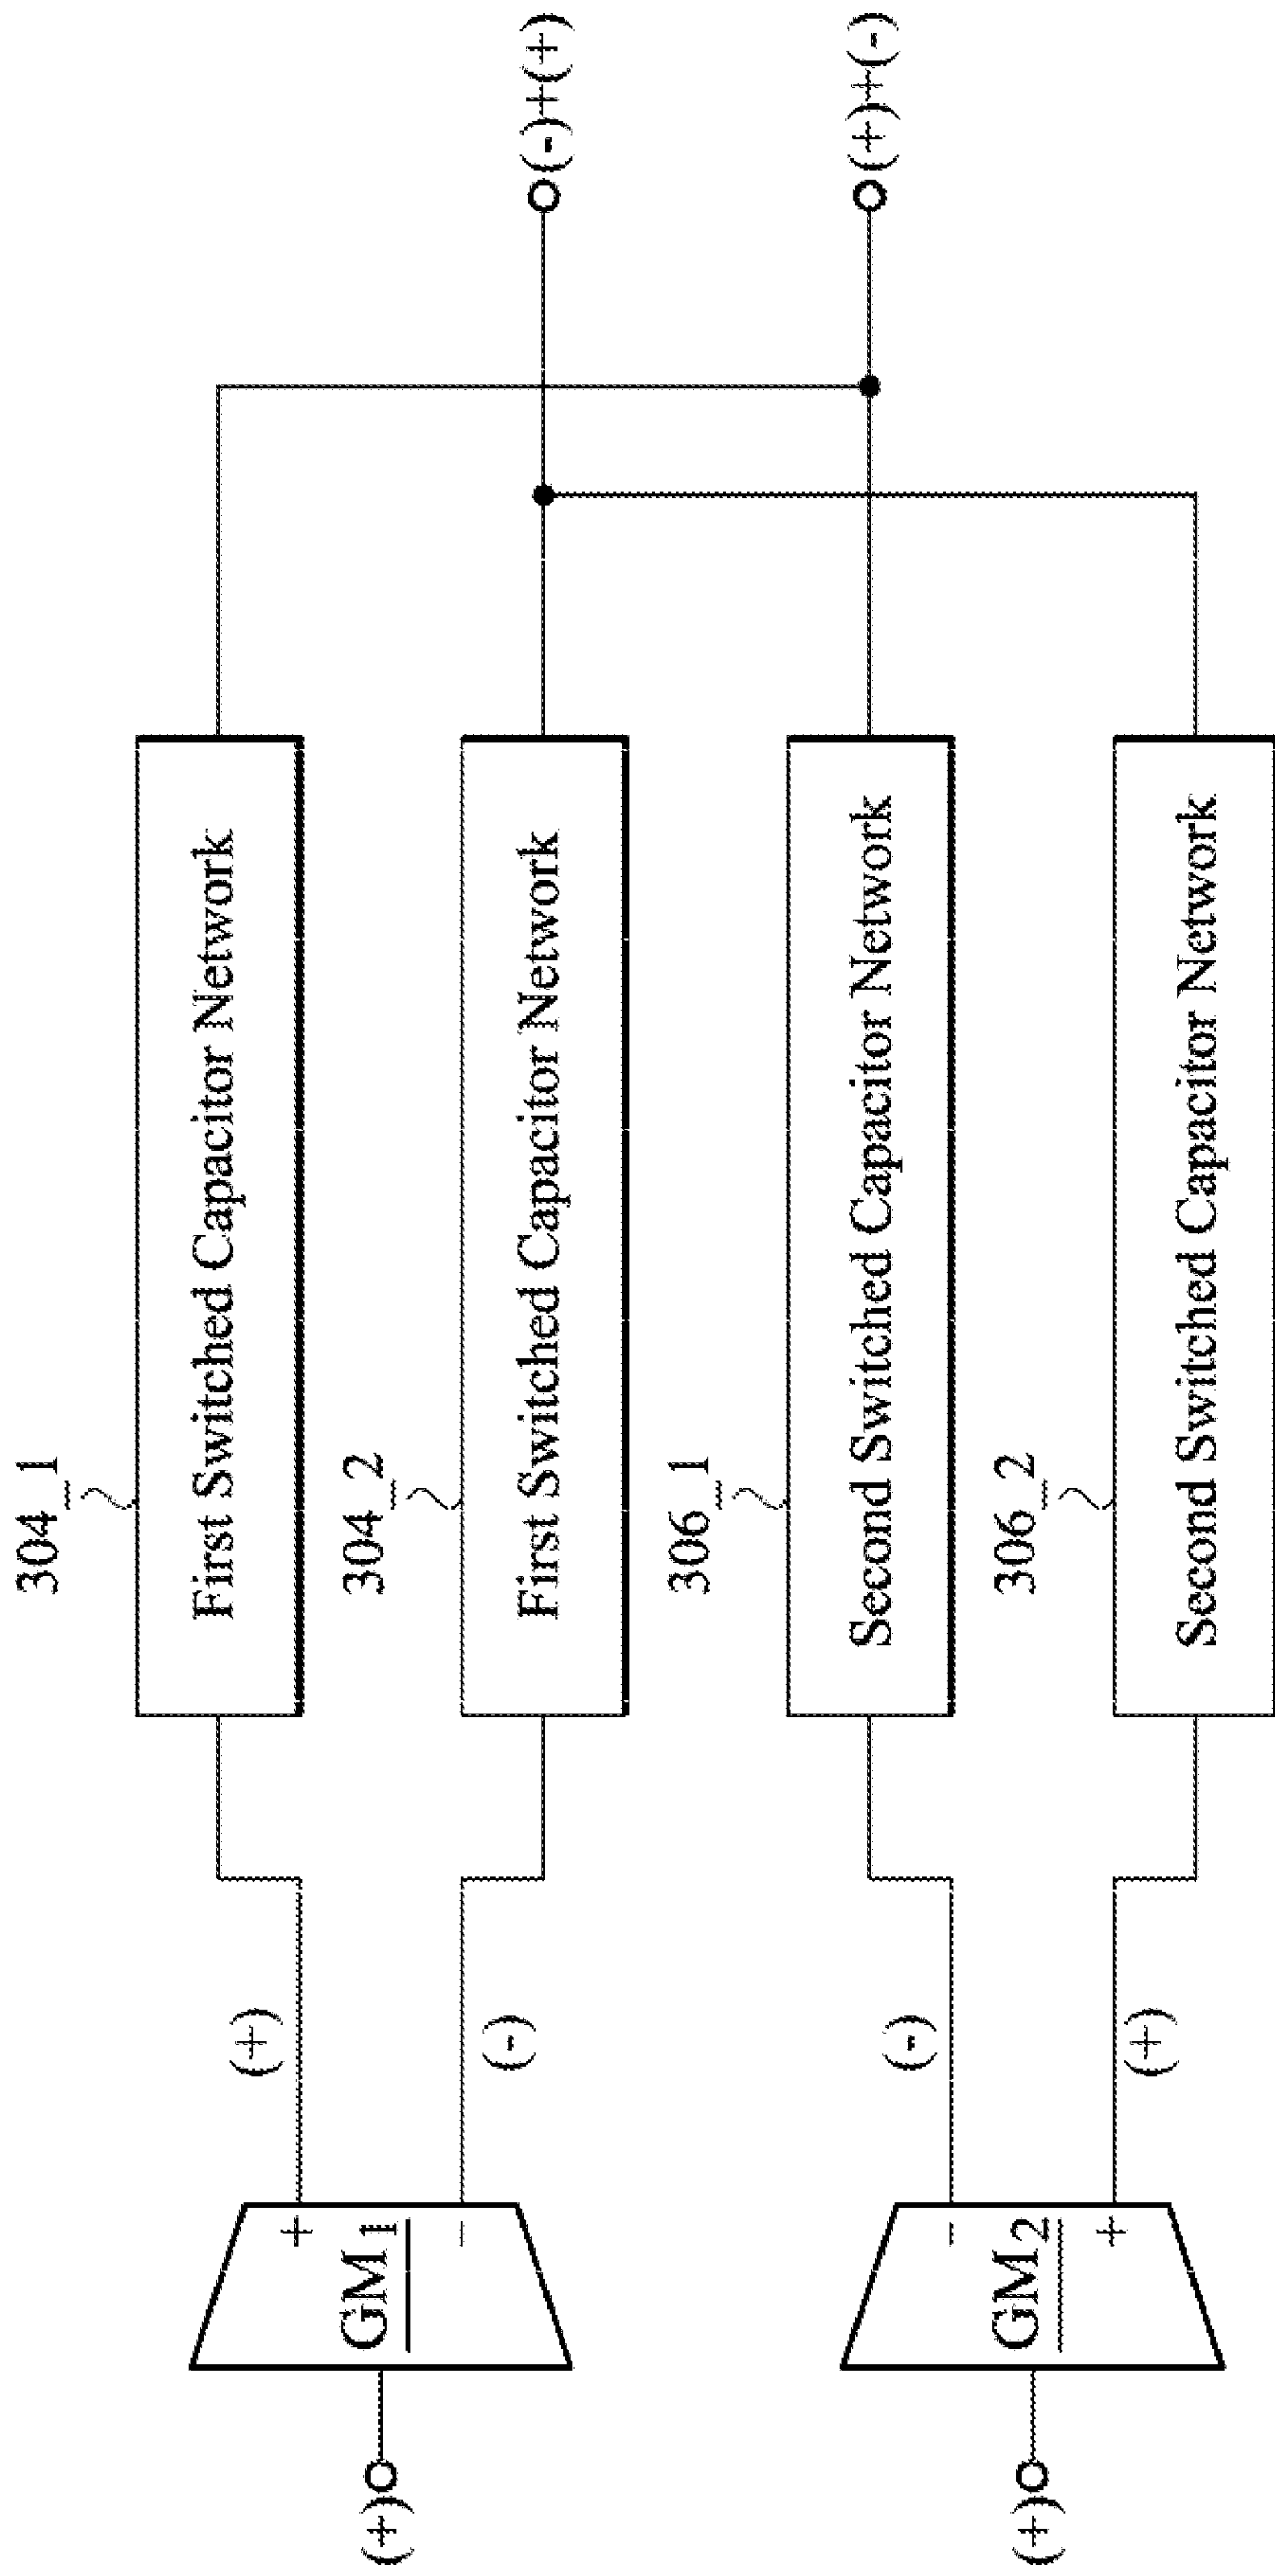 304_1
First Switched Capacitor Network
304_2
First Switched Capacitor Network
306_1
Second Switched Capacitor Network
306_2
Second Switched Capacitor Network
(+)
+
GM1
-
(+)
(-)
(+)
-
GM2
+
(-)
(+)
(-)+(+)
(+)+(-)